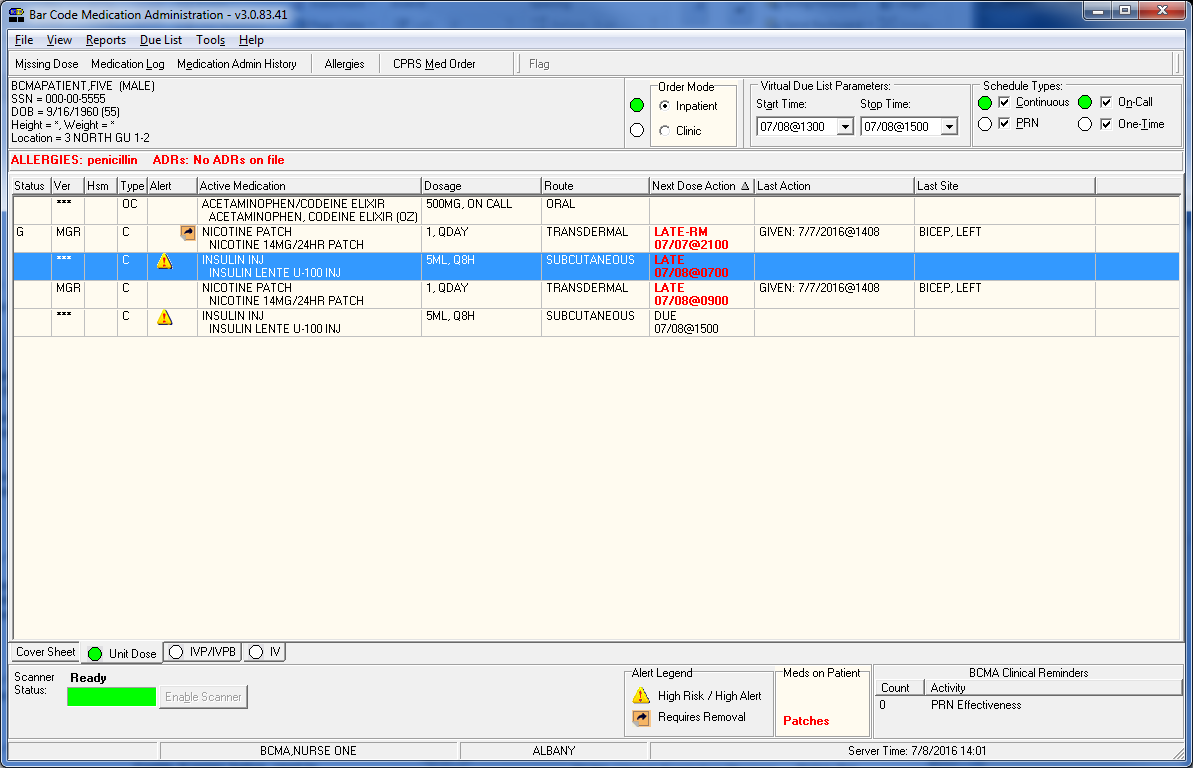 Bar Code Medication Administration - v3.0.83.41
File View Reports Due List Tools Help
Missing Dose Medication Log Medication Admin History Allergies CPRS Med Order Flag
BCMAPATIENT,FIVE (MALE)
SSN = 000-00-5555
DOB = 9/16/1960 (55)
Height = *, Weight = *
Location = 3 NORTH GU 1-2
Order Mode
Inpatient
Clinic
Virtual Due List Parameters:
Start Time: Stop Time:
07/08@1300 07/08@1500
Schedule Types:
Continuous On-Call
PRN One-Time
ALLERGIES: penicillin ADRs: No ADRs on file
Status Ver Hsm Type Alert Active Medication Dosage Route Next Dose Action Last Action Last Site
*** OC ACETAMINOPHEN/CODEINE ELIXIR 500MG, ON CALL ORAL
ACETAMINOPHEN, CODEINE ELIXIR (OZ)
G MGR C NICOTINE PATCH 1, QDAY TRANSDERMAL LATE-RM GIVEN: 7/7/2016@1408 BICEP, LEFT
NICOTINE 14MG/24HR PATCH 07/07@2100
*** C INSULIN INJ 5ML, Q8H SUBCUTANEOUS LATE
INSULIN LENTE U-100 INJ 07/08@0700
MGR C NICOTINE PATCH 1, QDAY TRANSDERMAL LATE GIVEN: 7/7/2016@1408 BICEP, LEFT
NICOTINE 14MG/24HR PATCH 07/08@0900
*** C INSULIN INJ 5ML, Q8H SUBCUTANEOUS DUE
INSULIN LENTE U-100 INJ 07/08@1500
Cover Sheet Unit Dose IVP/IVPB IV
Scanner Status: Ready
Enable Scanner
Alert Legend
High Risk / High Alert
Requires Removal
Meds on Patient
Patches
BCMA Clinical Reminders
Count Activity
0 PRN Effectiveness
BCMA,NURSE ONE ALBANY Server Time: 7/8/2016 14:01